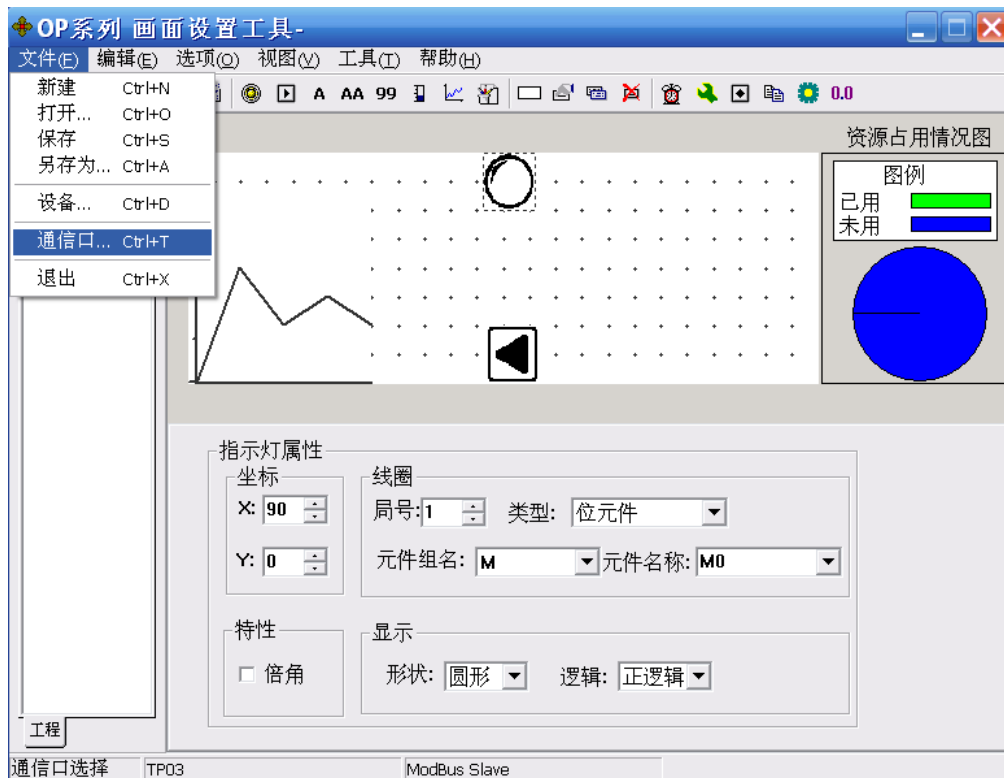 OP系列 画面设置工具-
文件(F) 编辑(E) 选项(O) 视图(V) 工具(T) 帮助(H)
新建 Ctrl+N
打开... Ctrl+O
保存 Ctrl+S
另存为... Ctrl+A
设备... Ctrl+D
通信口... Ctrl+T
退出 Ctrl+X
A AA 99 0.0
资源占用情况图
图例
已用
未用
指示灯属性
坐标
X: 90
Y: 0
线圈
局号: 1 类型: 位元件
元件组名: M 元件名称: M0
特性
倍角
显示
形状: 圆形 逻辑: 正逻辑
工程
通信口选择 TP03 ModBus Slave